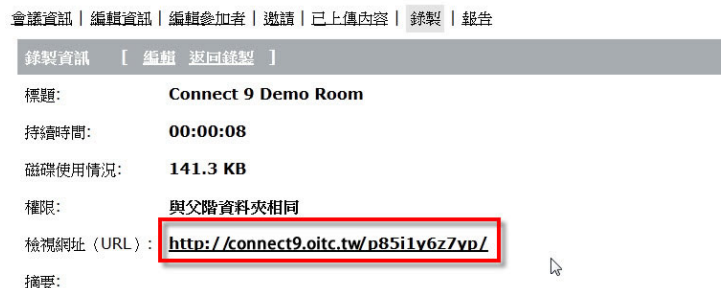 會議資訊 | 編輯資訊 | 編輯參加者 | 邀請 | 已上傳內容 | 錄製 | 報告
錄製資訊 [ 編輯 返回錄製 ]
標題: Connect 9 Demo Room
持續時間: 00:00:08
磁碟使用情況: 141.3 KB
權限: 與父階資料夾相同
檢視網址（URL）: http://connect9.oitc.tw/p85i1y6z7yp/
摘要: